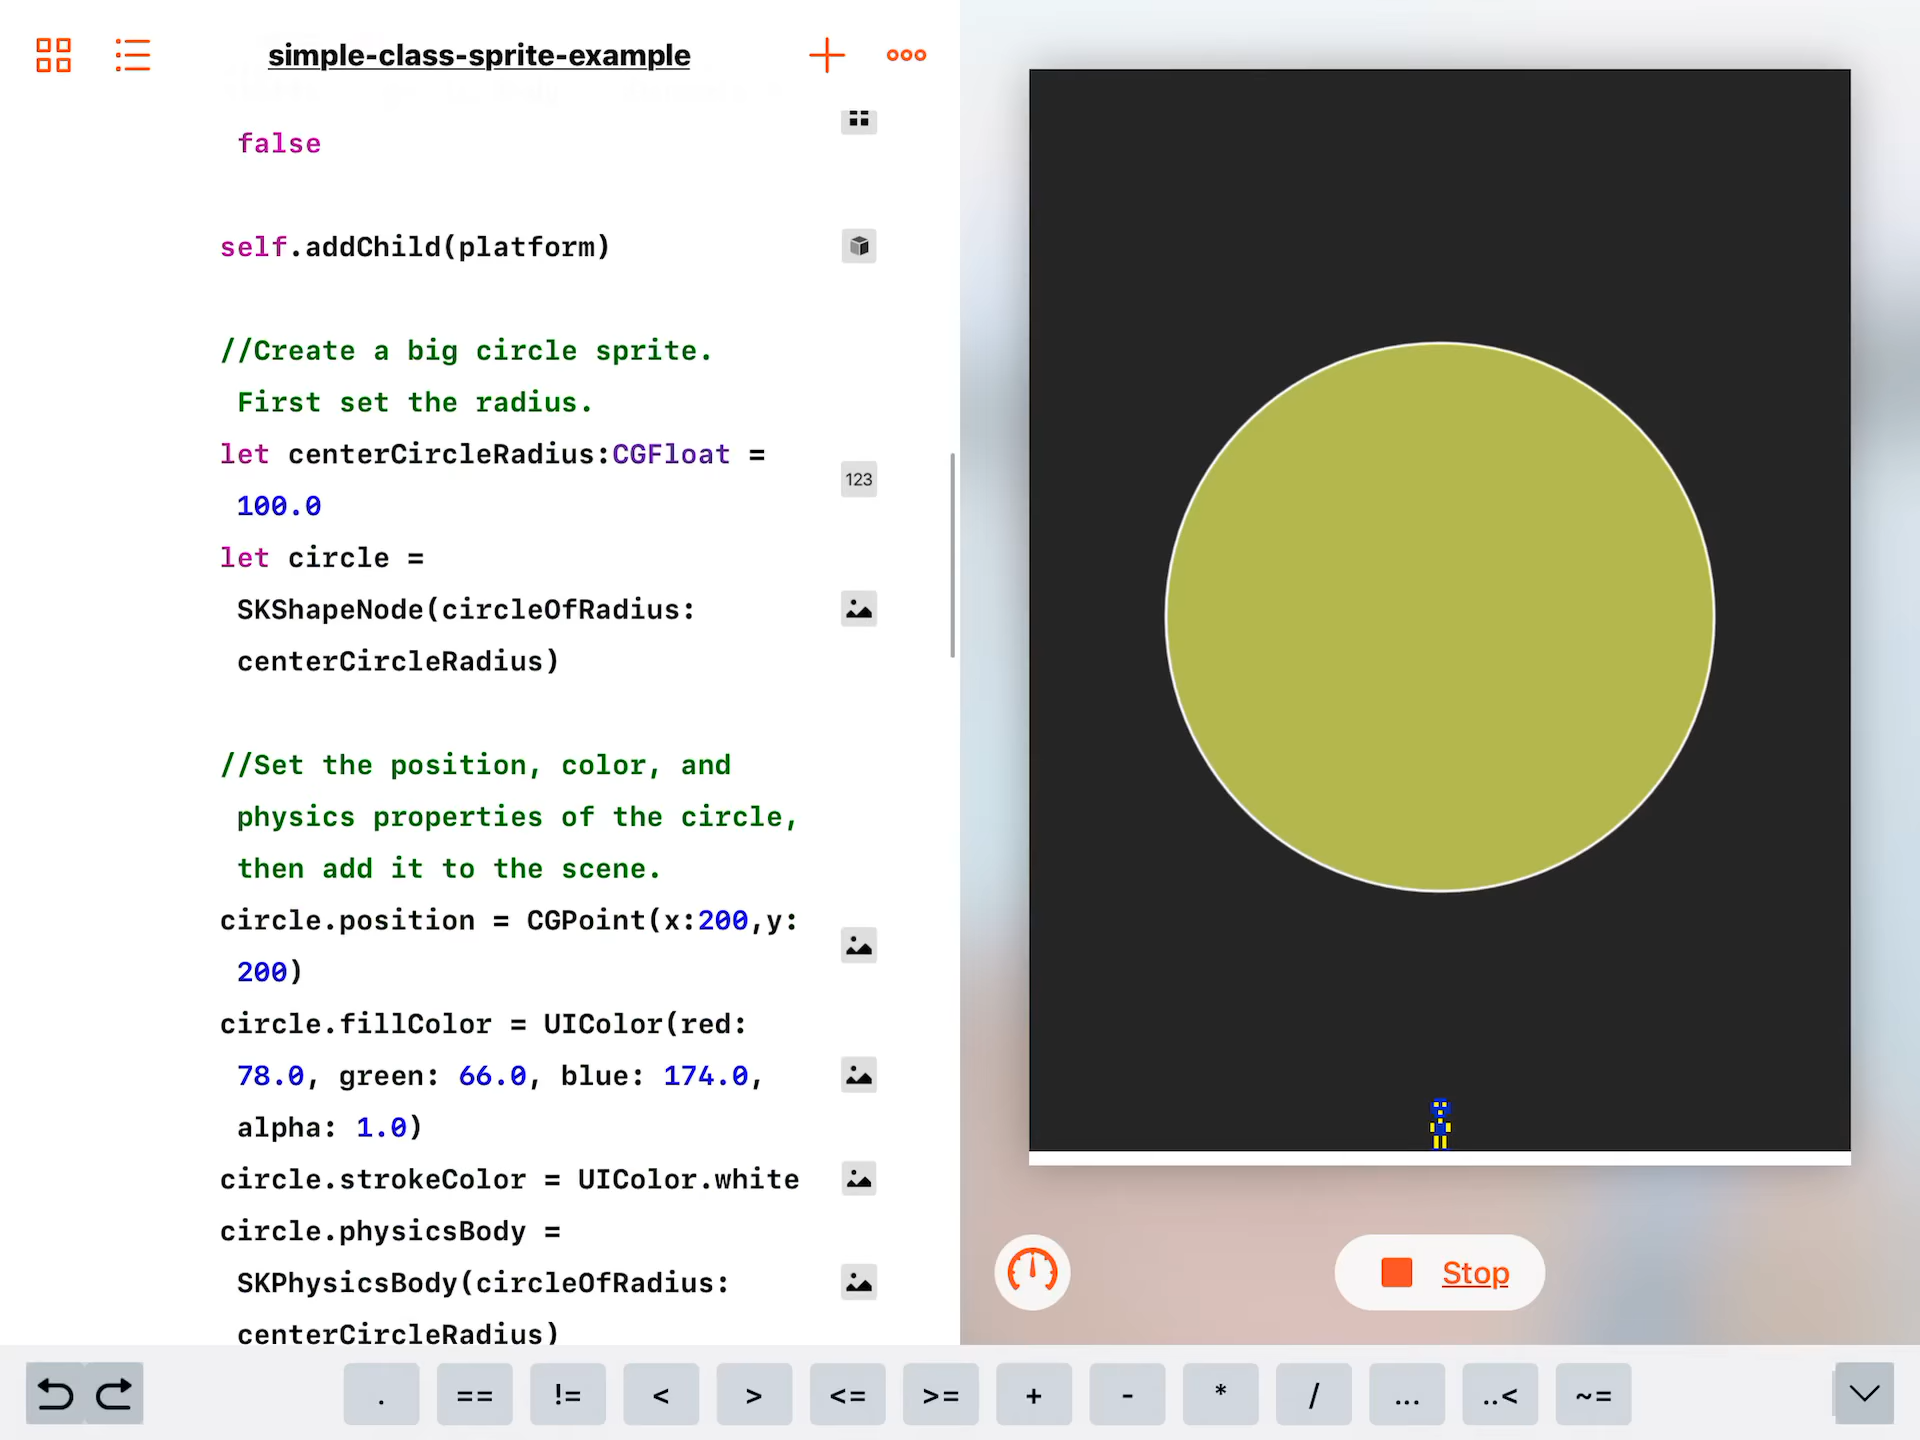 simple-class-sprite-example
false
self.addChild(platform)
//Create a big circle sprite.
First set the radius.
let centerCircleRadius:CGFloat =
100.0
123
let circle =
SKShapeNode(circleOfRadius:
centerCircleRadius)
//Set the position, color, and
physics properties of the circle,
then add it to the scene.
circle.position = CGPoint(x:200,y:
200)
circle.fillColor = UIColor(red:
78.0, green: 66.0, blue: 174.0,
alpha: 1.0)
circle.strokeColor = UIColor.white
circle.physicsBody =
SKPhysicsBody(circleOfRadius:
centerCircleRadius)
Stop
. == != < > <= >= + - * / ... ..< ~=